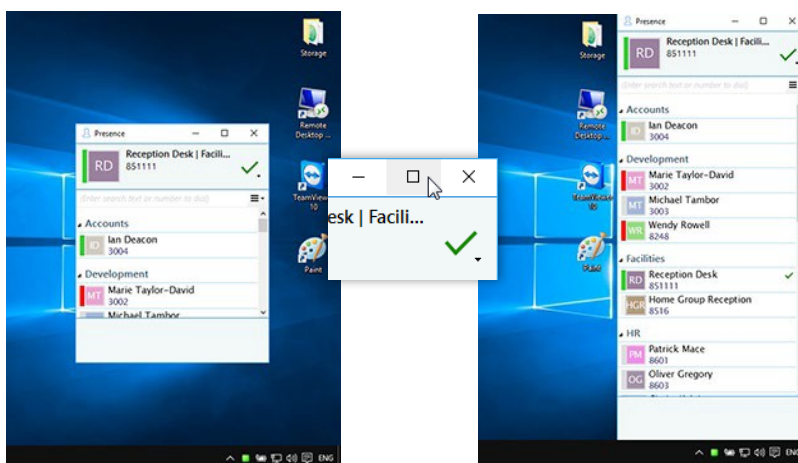 Storage
Remote
Desktop ...
TeamViewer
10
Paint
Presence
RD
Reception Desk | Facili...
851111
(Enter search text or number to dial)
Accounts
ID
Ian Deacon
3004
Development
MT
Marie Taylor-David
3002
Michael Tambor
ENG
esk | Facili...
Storage
Remote
Desktop ...
TeamViewer
10
Paint
Presence
RD
Reception Desk | Facili...
851111
(Enter search text or number to dial)
Accounts
ID
Ian Deacon
3004
Development
MT
Marie Taylor-David
3002
MT
Michael Tambor
3003
WR
Wendy Rowell
8248
Facilities
RD
Reception Desk
851111
HGR
Home Group Reception
8516
HR
PM
Patrick Mace
8601
OG
Oliver Gregory
8603
ENG